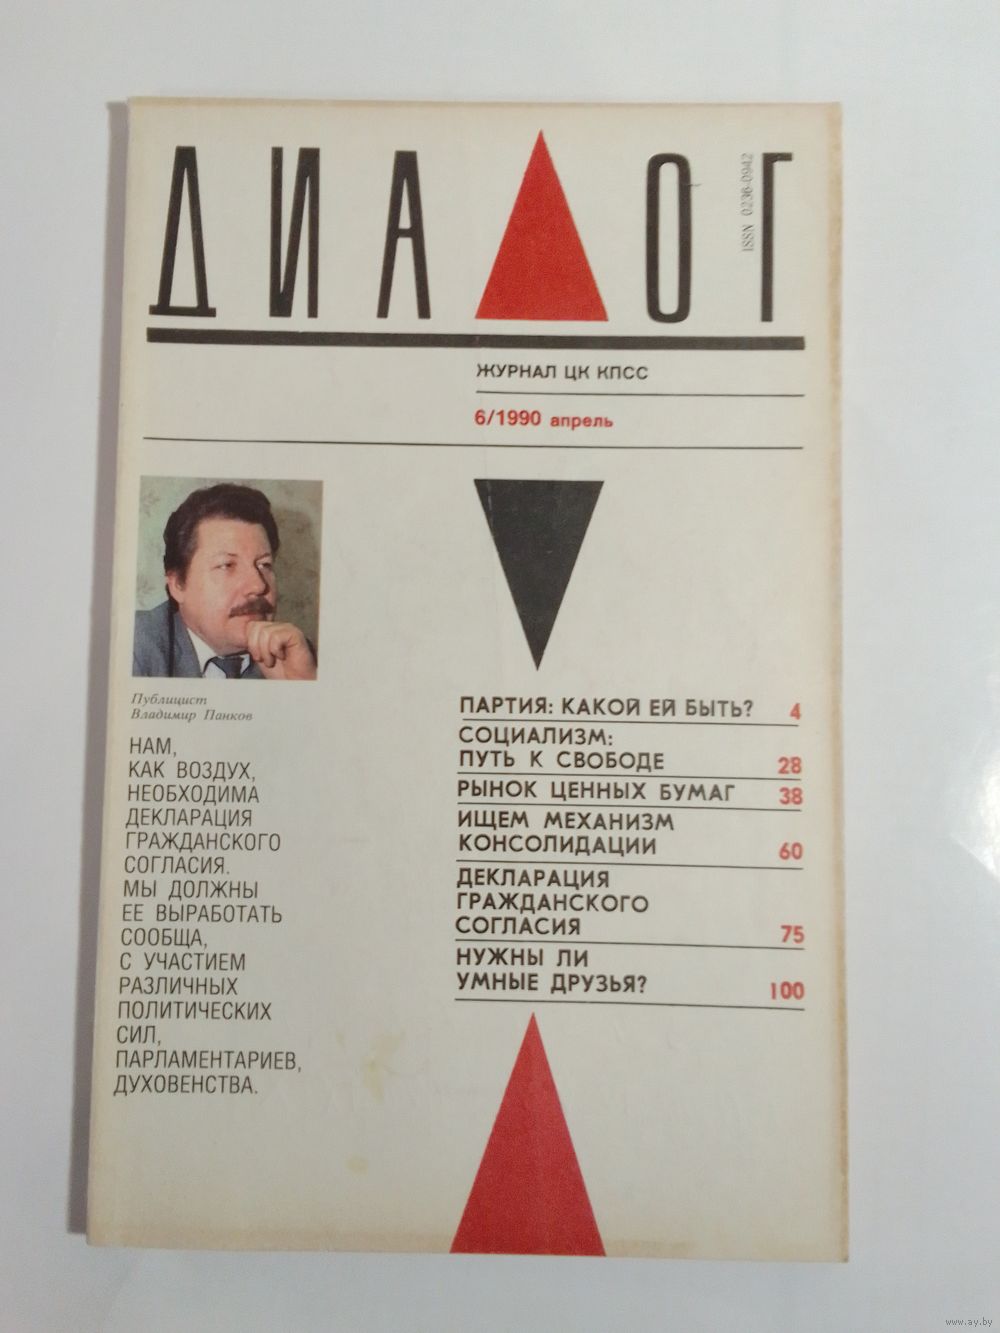 ДИАЛОГ
ISSN 0236-0942
ЖУРНАЛ ЦК КПСС
6/1990 апрель
Публицист
Владимир Панков
НАМ,
КАК ВОЗДУХ,
НЕОБХОДИМА
ДЕКЛАРАЦИЯ
ГРАЖДАНСКОГО
СОГЛАСИЯ.
МЫ ДОЛЖНЫ
ЕЕ ВЫРАБОТАТЬ
СООБЩА,
С УЧАСТИЕМ
РАЗЛИЧНЫХ
ПОЛИТИЧЕСКИХ
СИЛ,
ПАРЛАМЕНТАРИЕВ,
ДУХОВЕНСТВА.
ПАРТИЯ: КАКОЙ ЕЙ БЫТЬ? 4
СОЦИАЛИЗМ:
ПУТЬ К СВОБОДЕ 28
РЫНОК ЦЕННЫХ БУМАГ 38
ИЩЕМ МЕХАНИЗМ
КОНСОЛИДАЦИИ 60
ДЕКЛАРАЦИЯ
ГРАЖДАНСКОГО
СОГЛАСИЯ 75
НУЖНЫ ЛИ
УМНЫЕ ДРУЗЬЯ? 100
www.ay.by